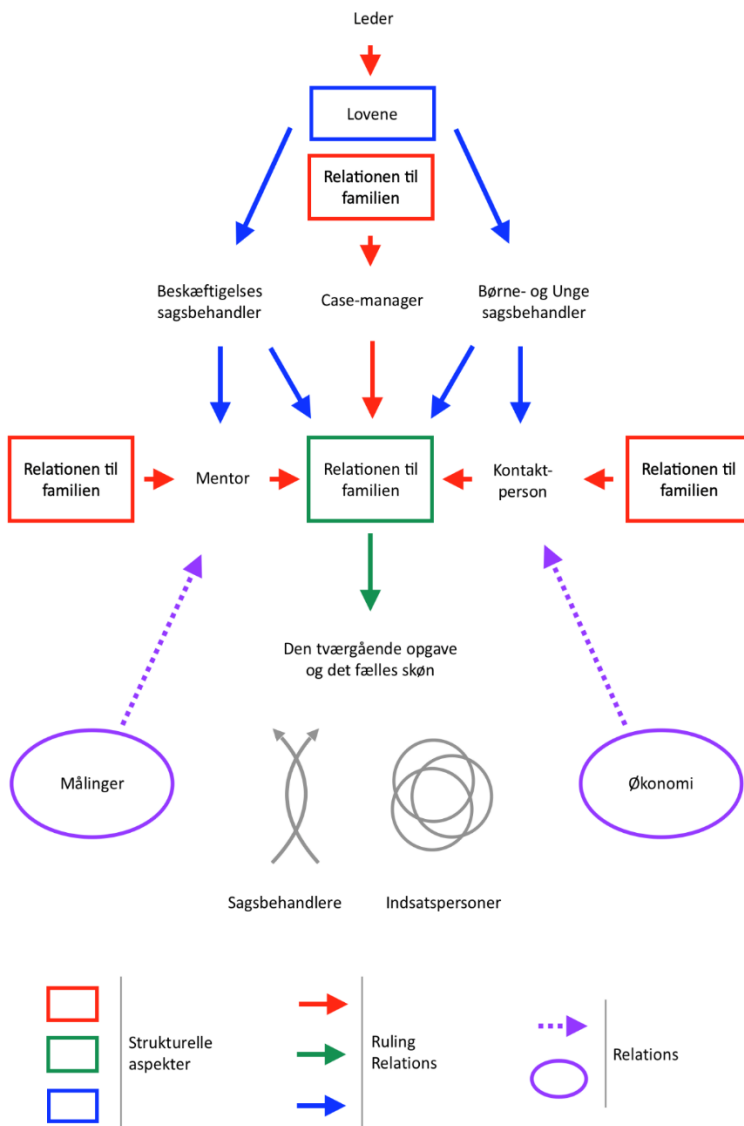 Leder
Lovene
Relationen til
familien
Beskæftigelses
sagsbehandler
Case-manager
Børne- og Unge
sagsbehandler
Relationen til
familien
Mentor
Relationen til
familien
Kontakt-
person
Relationen til
familien
Den tværgående opgave
og det fælles skøn
Målinger
Økonomi
Sagsbehandlere
Indsatspersoner
Strukturelle
aspekter
Ruling
Relations
Relations